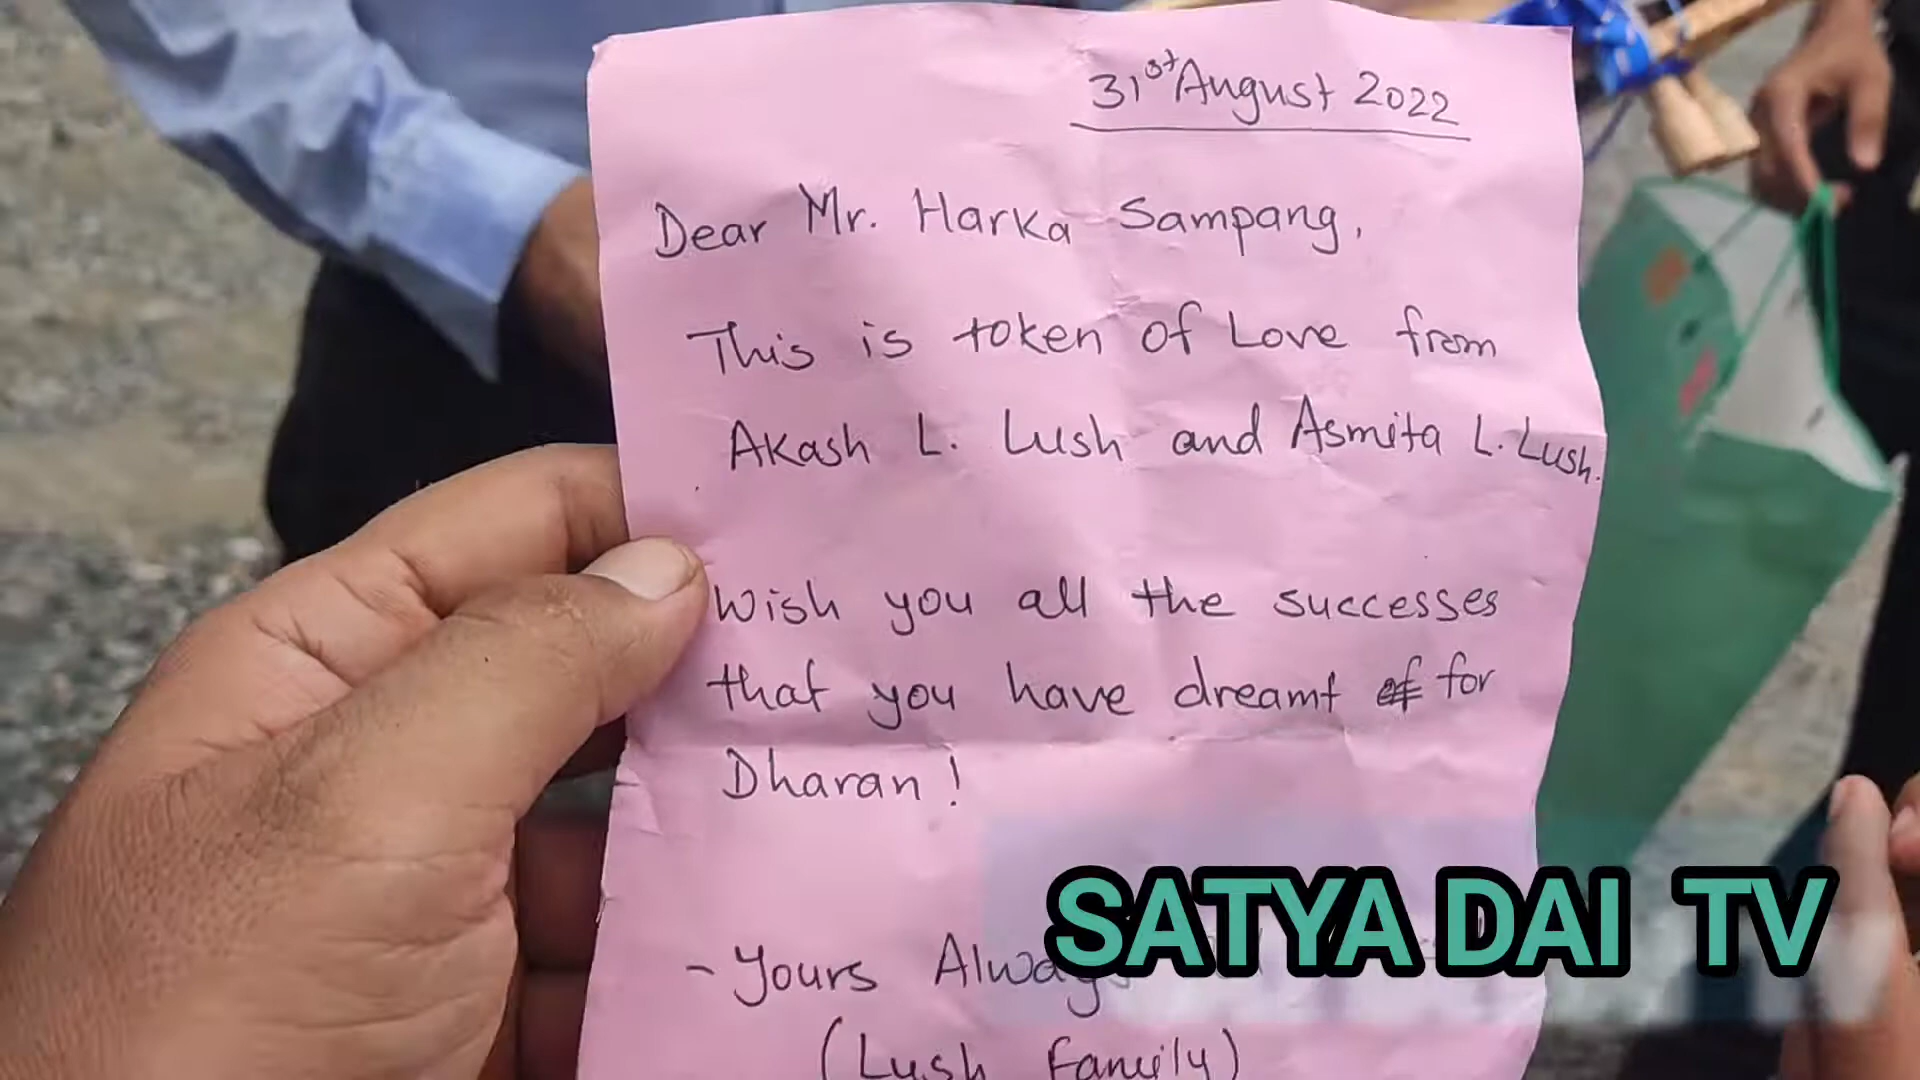 31st August 2022
Dear Mr. Harka Sampang,
This is token of Love from
Akash L. Lush and Asmita L. Lush.
Wish you all the successes
that you have dreamt of for
Dharan!
SATYA DAI TV
- Yours Always
(Lush Family)